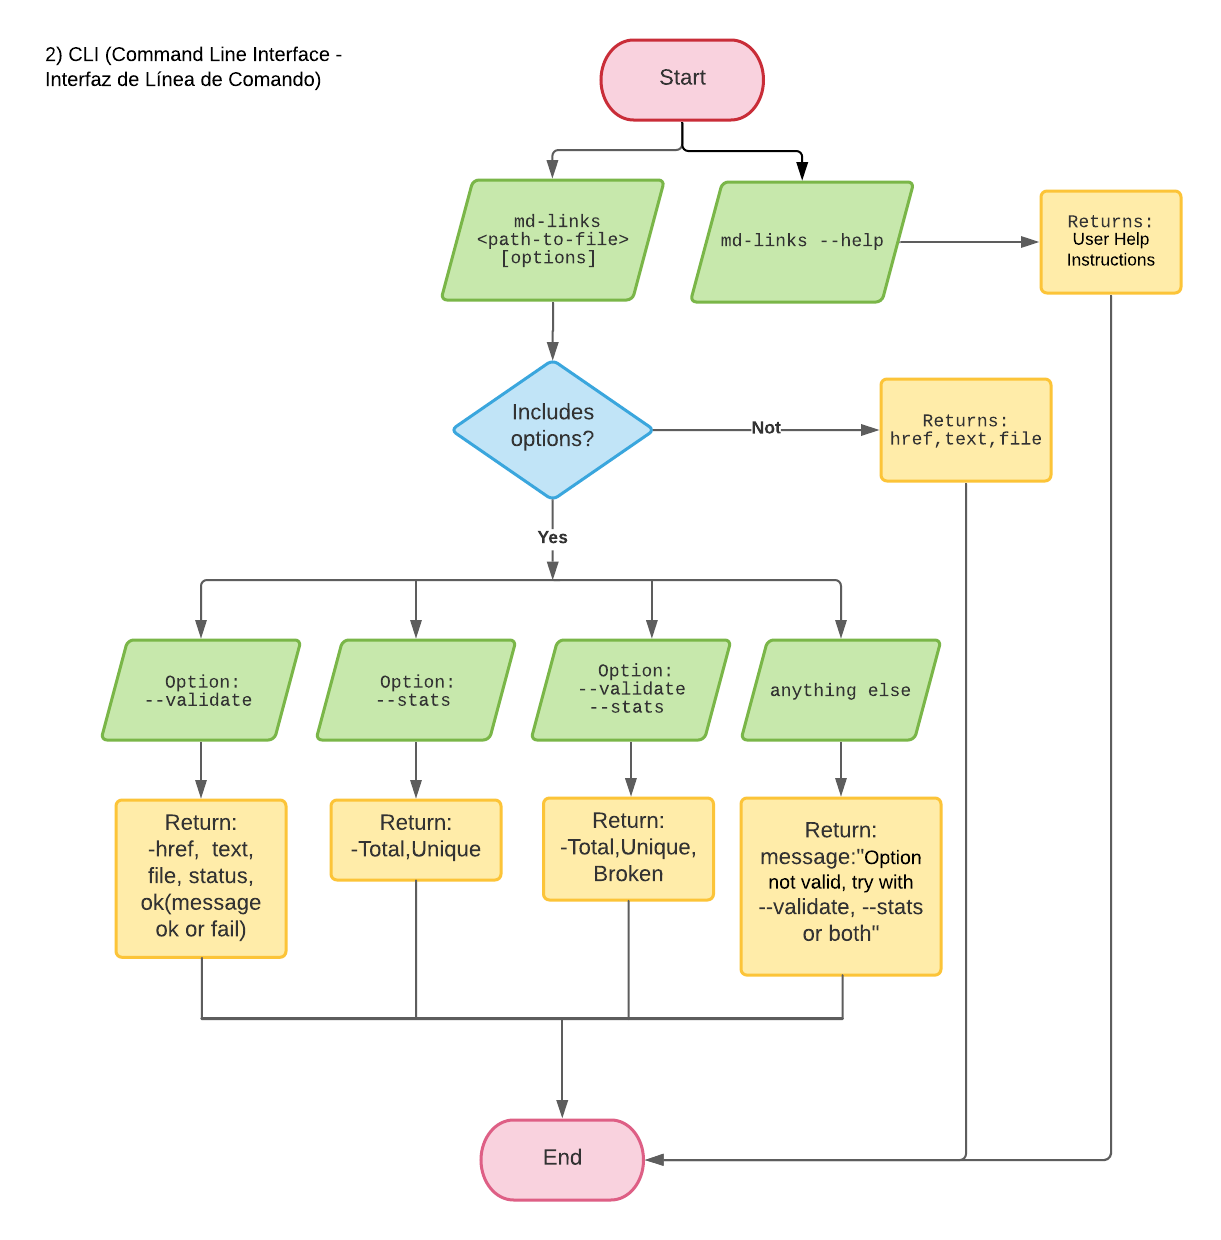 2) CLI (Command Line Interface -
Interfaz de Línea de Comando)
Start
md-links
<path-to-file>
[options]
md-links --help
Returns:
User Help
Instructions
Includes
options?
Not
Returns:
href,text,file
Yes
Option:
--validate
Option:
--stats
Option:
--validate
--stats
anything else
Return:
-href,  text,
file, status,
ok(message
ok or fail)
Return:
-Total,Unique
Return:
-Total,Unique,
Broken
Return:
message:"Option
not valid, try with
--validate, --stats
or both"
End